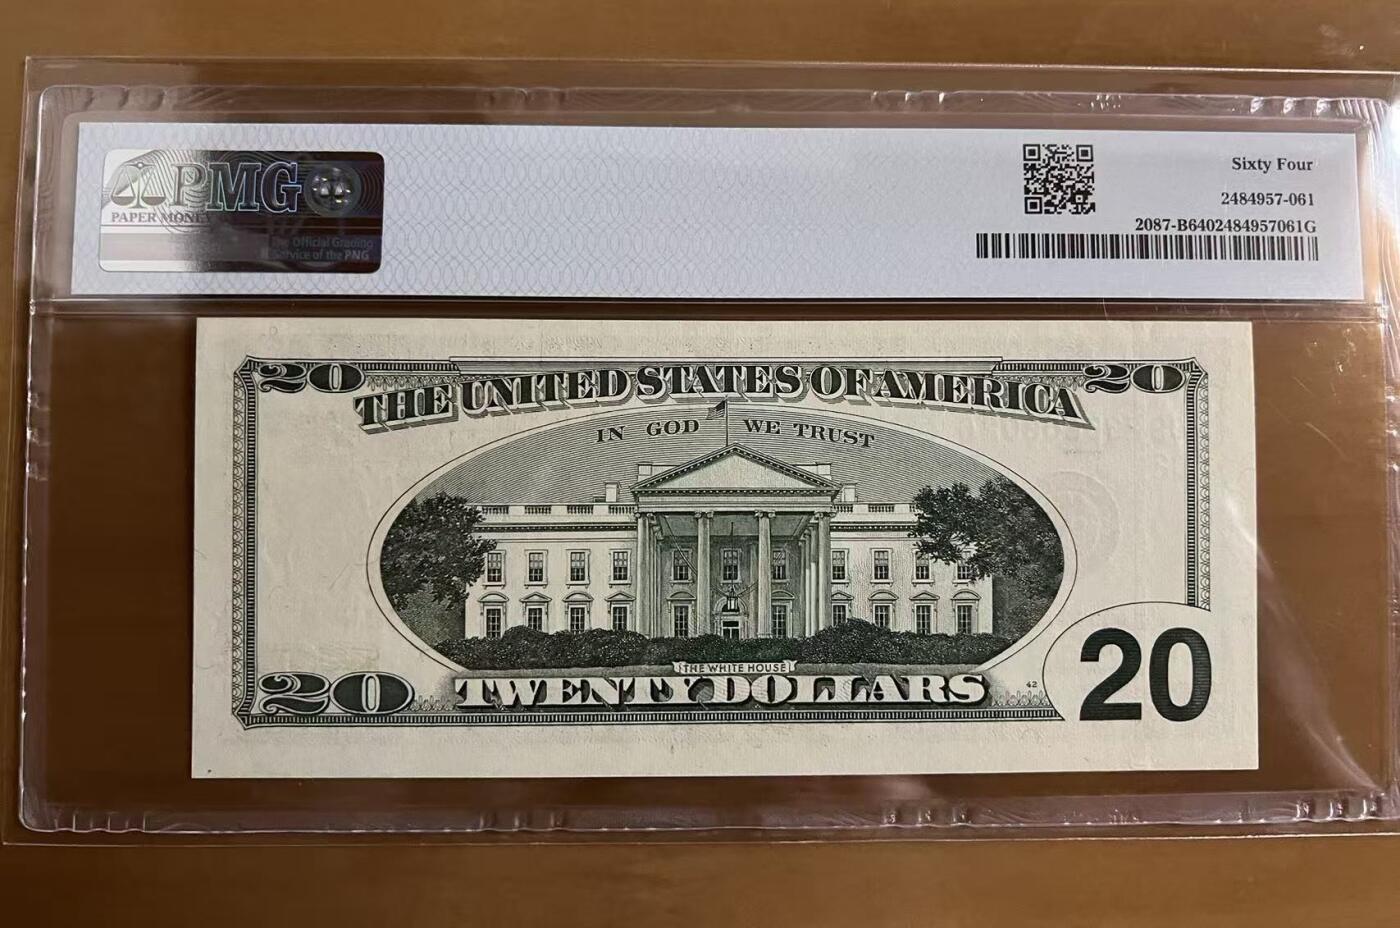 PMG
PAPER MONEY
The Official Grading
Service of the PNG
Sixty Four
2484957-061
2087-B6402484957061G
20
20
THE UNITED STATES OF AMERICA
IN GOD WE TRUST
THE WHITE HOUSE
20
TWENTY DOLLARS
42
20